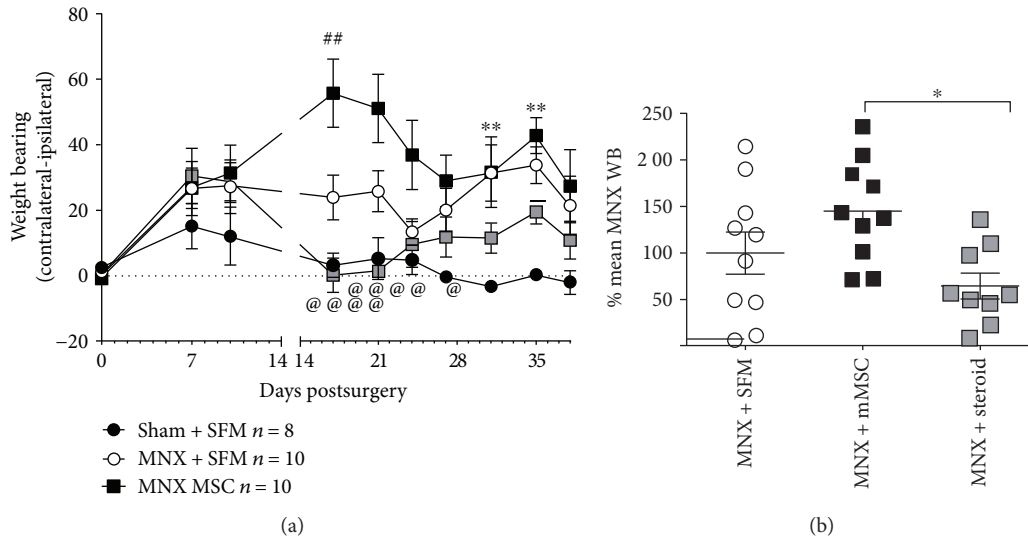 80
60
40
20
0
−20
Weight bearing
(contralateral-ipsilateral)
##
**
**
@ @ @ @ @
@ @ @ @
0 7 14 14 21 28 35
Days postsurgery
Sham + SFM n = 8
MNX + SFM n = 10
MNX MSC n = 10
(a)
250
200
150
100
50
% mean MNX WB
*
MNX + SFM
MNX + mMSC
MNX + steroid
(b)